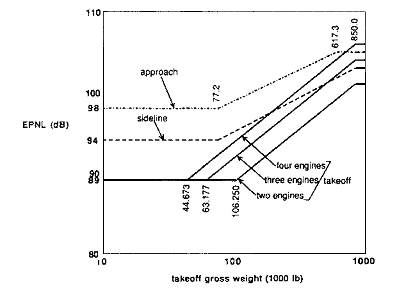 110
617.3
850.0
approach
77.2
100
98
sideline
EPNL (dB)
94
four engines
90
three engines
takeoff
89
two engines
44.673
63.177
106.250
80
10
100
1000
takeoff gross weight (1000 lb)